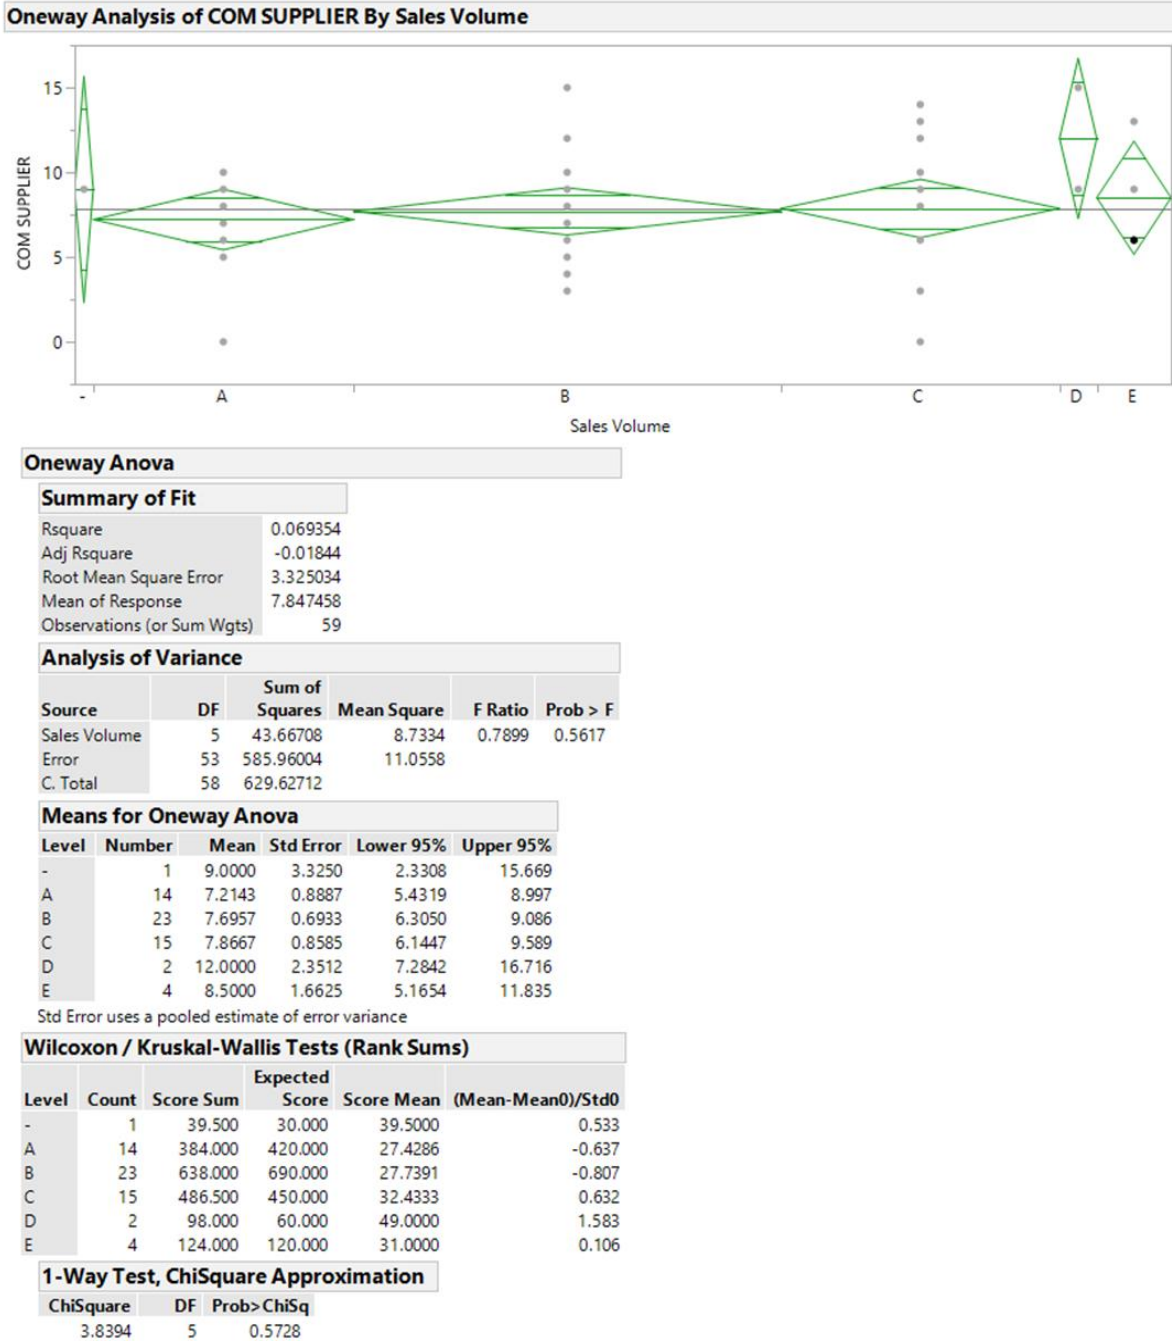 Oneway Analysis of COM SUPPLIER By Sales Volume
15
10
5
0
COM SUPPLIER
- A B C D E
Sales Volume
Oneway Anova
Summary of Fit
Rsquare 0.069354
Adj Rsquare -0.01844
Root Mean Square Error 3.325034
Mean of Response 7.847458
Observations (or Sum Wgts) 59
Analysis of Variance
Sum of
Source DF Squares Mean Square F Ratio Prob > F
Sales Volume 5 43.66708 8.7334 0.7899 0.5617
Error 53 585.96004 11.0558
C. Total 58 629.62712
Means for Oneway Anova
Level Number Mean Std Error Lower 95% Upper 95%
- 1 9.0000 3.3250 2.3308 15.669
A 14 7.2143 0.8887 5.4319 8.997
B 23 7.6957 0.6933 6.3050 9.086
C 15 7.8667 0.8585 6.1447 9.589
D 2 12.0000 2.3512 7.2842 16.716
E 4 8.5000 1.6625 5.1654 11.835
Std Error uses a pooled estimate of error variance
Wilcoxon / Kruskal-Wallis Tests (Rank Sums)
Expected
Level Count Score Sum Score Score Mean (Mean-Mean0)/Std0
- 1 39.500 30.000 39.5000 0.533
A 14 384.000 420.000 27.4286 -0.637
B 23 638.000 690.000 27.7391 -0.807
C 15 486.500 450.000 32.4333 0.632
D 2 98.000 60.000 49.0000 1.583
E 4 124.000 120.000 31.0000 0.106
1-Way Test, ChiSquare Approximation
ChiSquare DF Prob>ChiSq
3.8394 5 0.5728